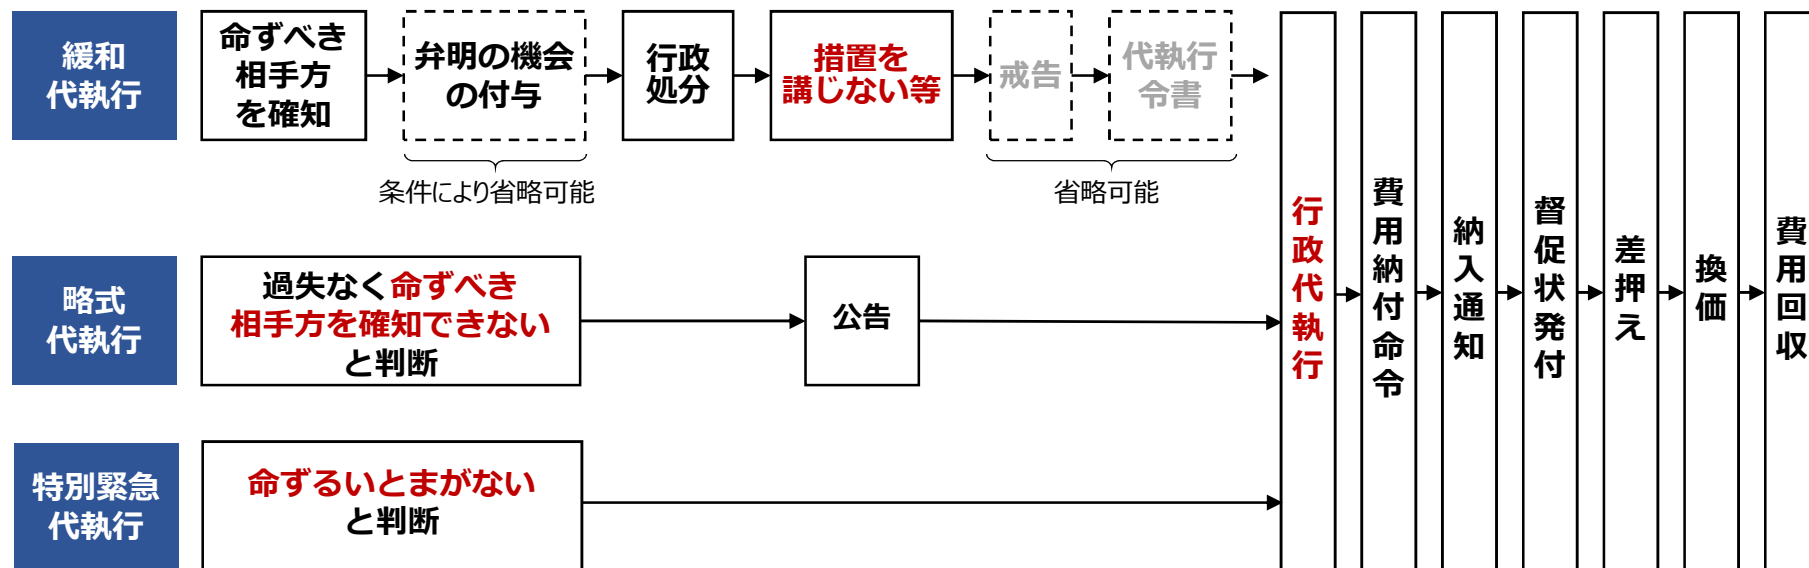 緩和
代執行
命ずべき
相手方
を確知
弁明の機会
の付与
行政
処分
措置を
講じない等
戒告
代執行
令書
条件により省略可能
省略可能
略式
代執行
過失なく命ずべき
相手方を確知できない
と判断
公告
特別緊急
代執行
命ずるいとまがない
と判断
行政代執行
費用納付命令
納入通知
督促状発付
差押え
換価
費用回収